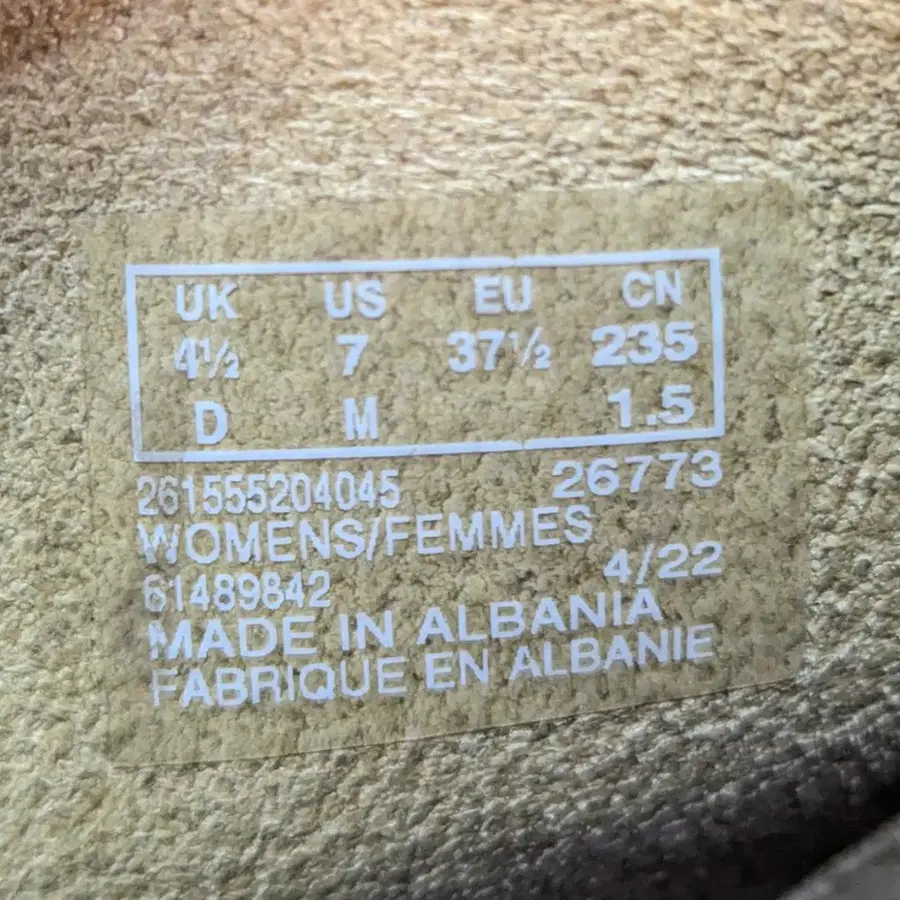 UK US EU CN
4½ 7 37½ 235
D M 1.5
261555204045 26773
WOMENS/FEMMES
61489842 4/22
MADE IN ALBANIA
FABRIQUE EN ALBANIE